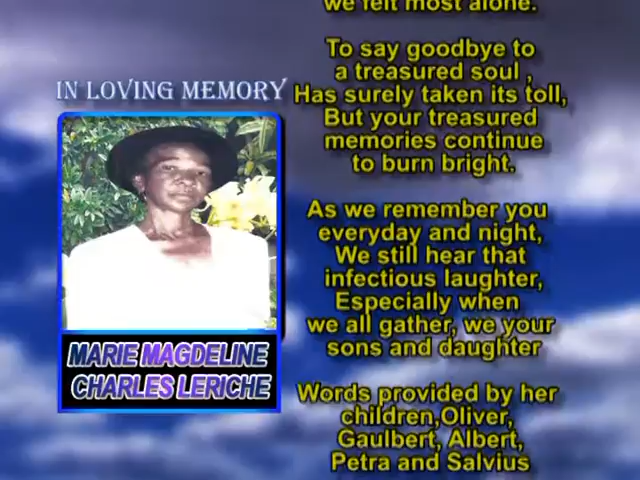 we felt most alone.
To say goodbye to
a treasured soul ,
Has surely taken its toll,
But your treasured
memories continue
to burn bright.
As we remember you
everyday and night,
We still hear that
infectious laughter,
Especially when
we all gather, we your
sons and daughter
Words provided by her
children,Oliver,
Gaulbert, Albert,
Petra and Salvius
IN LOVING MEMORY
MARIE MAGDELINE
CHARLES LERICHE